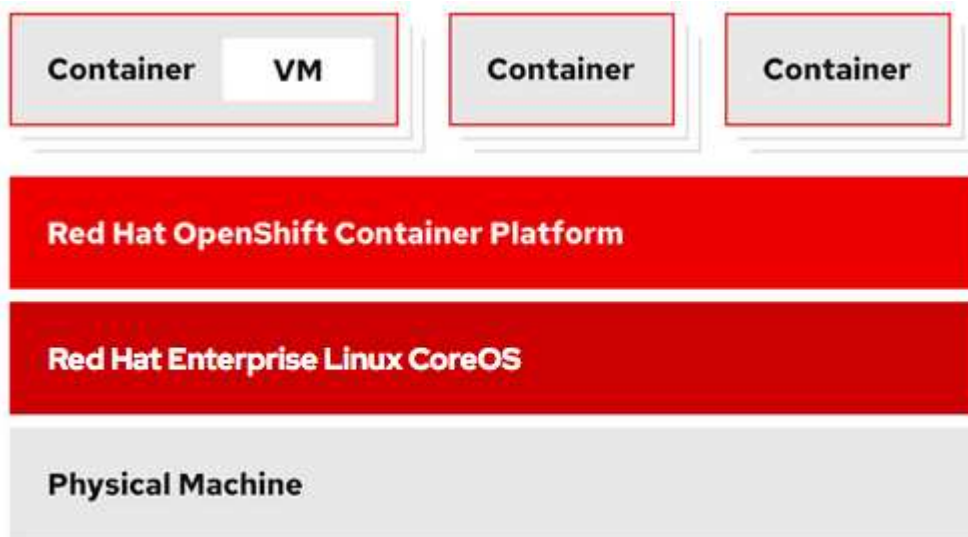 Container VM Container Container
Red Hat OpenShift Container Platform
Red Hat Enterprise Linux CoreOS
Physical Machine